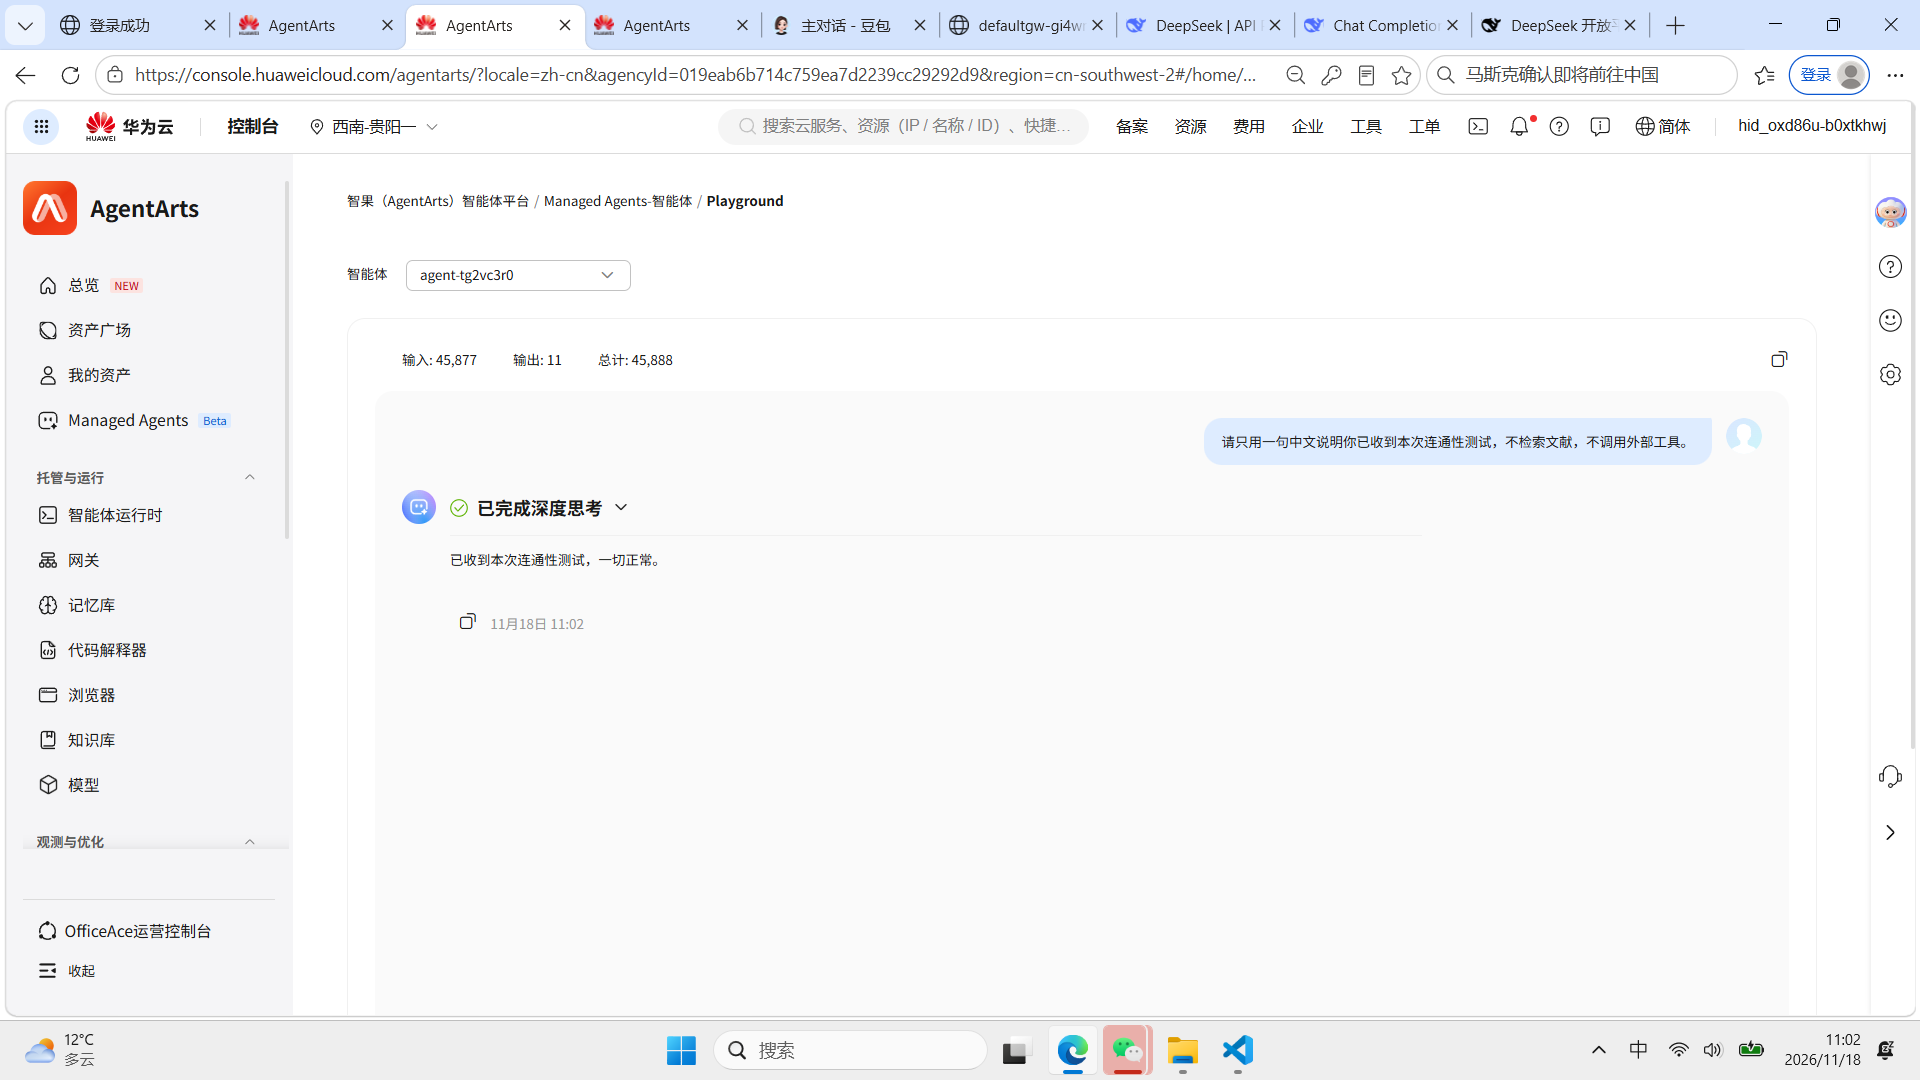 登录成功
AgentArts
AgentArts
AgentArts
主对话 - 豆包
defaultgw-gi4w
DeepSeek | API
Chat Completio
DeepSeek 开放
https://console.huaweicloud.com/agentarts/?locale=zh-cn&agencyId=019eab6b714c759ea7d2239cc29292d9&region=cn-southwest-2#/home/...
马斯克确认即将前往中国
登录
HUAWEI
华为云
控制台
西南-贵阳一
搜索云服务、资源（IP / 名称 / ID）、快捷...
备案
资源
费用
企业
工具
工单
简体
hid_oxd86u-b0xtkhwj
AgentArts
总览 NEW
资产广场
我的资产
Managed Agents Beta
托管与运行
智能体运行时
网关
记忆库
代码解释器
浏览器
知识库
模型
观测与优化
OfficeAce运营控制台
收起
智果（AgentArts）智能体平台 / Managed Agents-智能体 / Playground
智能体 agent-tg2vc3r0
输入: 45,877 输出: 11 总计: 45,888
请只用一句中文说明你已收到本次连通性测试，不检索文献，不调用外部工具。
已完成深度思考
已收到本次连通性测试，一切正常。
11月18日 11:02
12°C
多云
搜索
中
11:02
2026/11/18